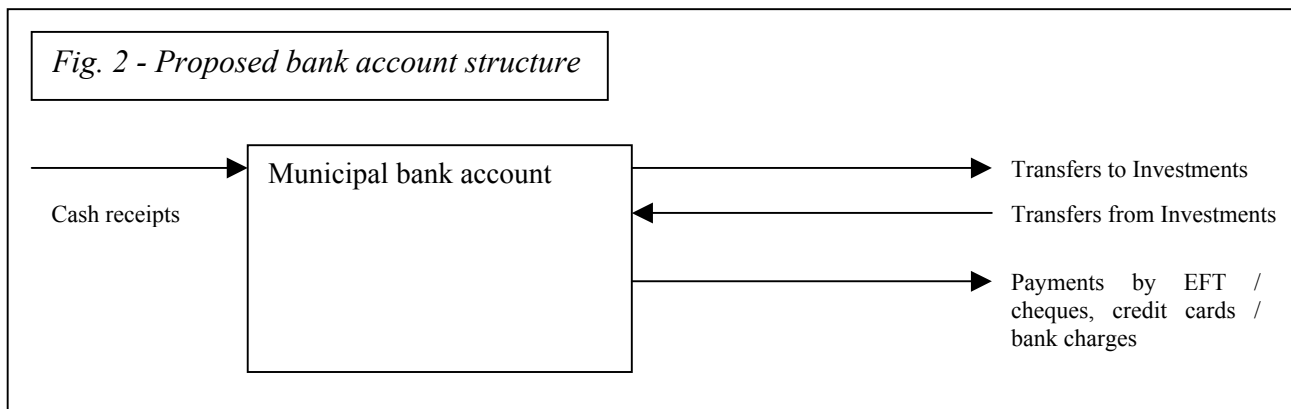 Fig. 2 - Proposed bank account structure
Municipal bank account
Cash receipts
Transfers to Investments
Transfers from Investments
Payments by EFT /
cheques, credit cards /
bank charges